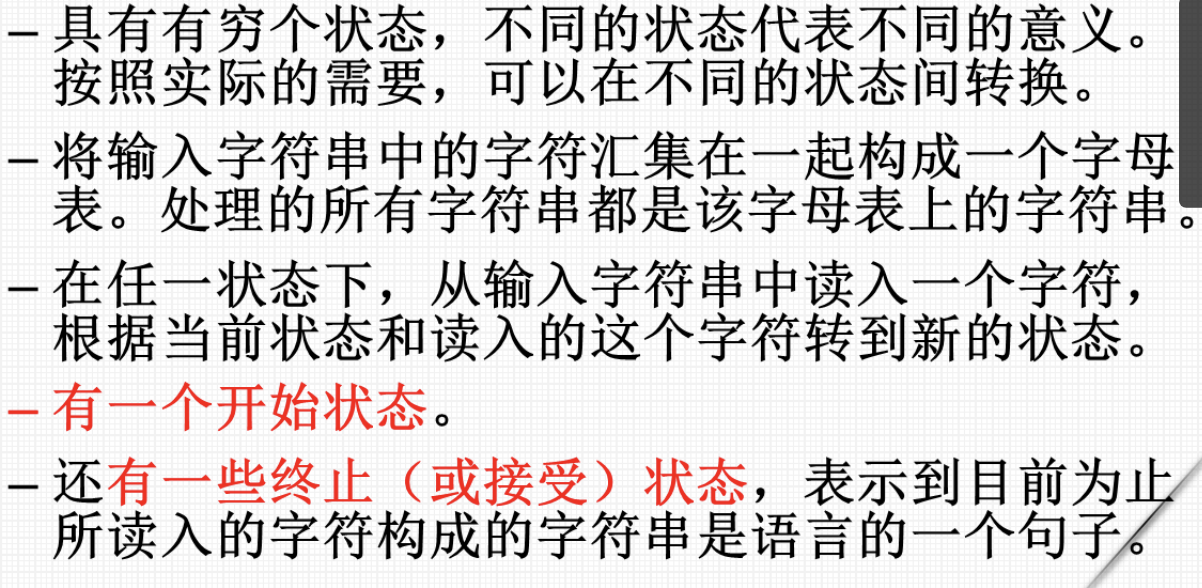 – 具有有穷个状态，不同的状态代表不同的意义。
按照实际的需要，可以在不同的状态间转换。
– 将输入字符串中的字符汇集在一起构成一个字母
表。处理的所有字符串都是该字母表上的字符串。
– 在任一状态下，从输入字符串中读入一个字符，
根据当前状态和读入的这个字符转到新的状态。
– 有一个开始状态。
– 还有一些终止（或接受）状态，表示到目前为止
所读入的字符构成的字符串是语言的一个句子。